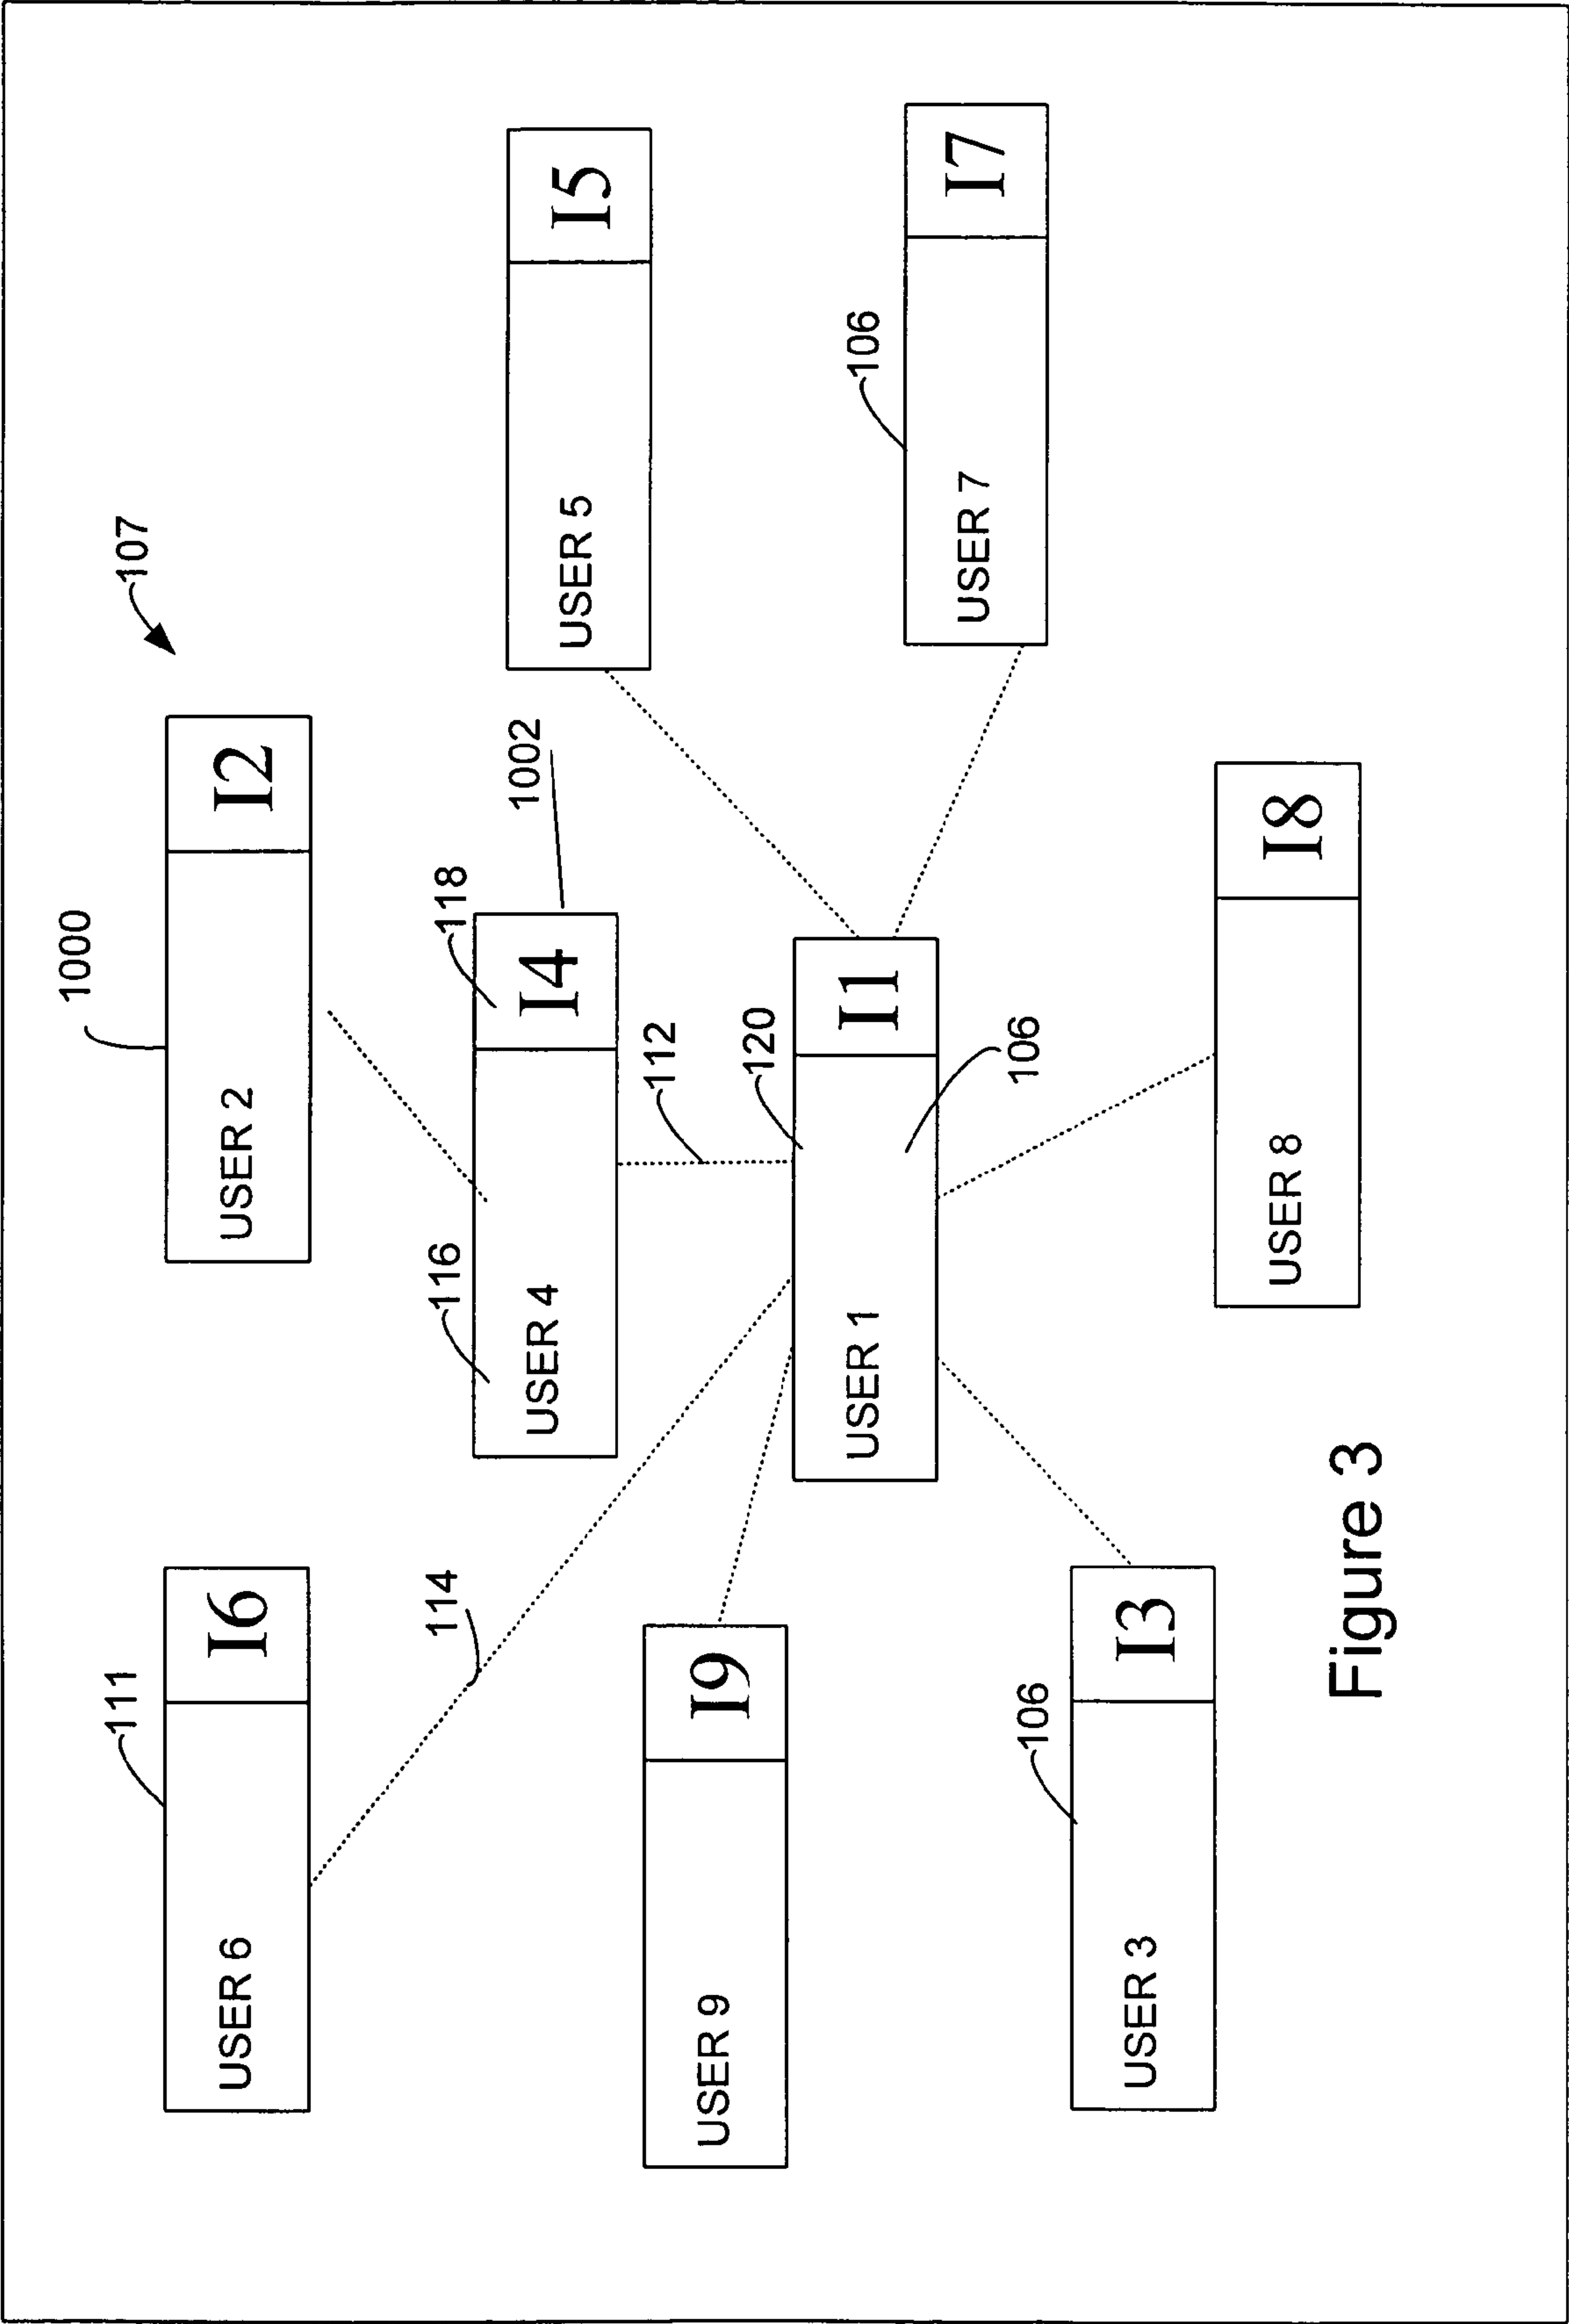 1000
111
107
USER 6 I6
USER 2 I2
114
116
118
1002
USER 4 I4
USER 5 I5
112
USER 9 I9
120
106
USER 1 I1
USER 7 I7
106
106
USER 3 I3
USER 8 I8
Figure 3